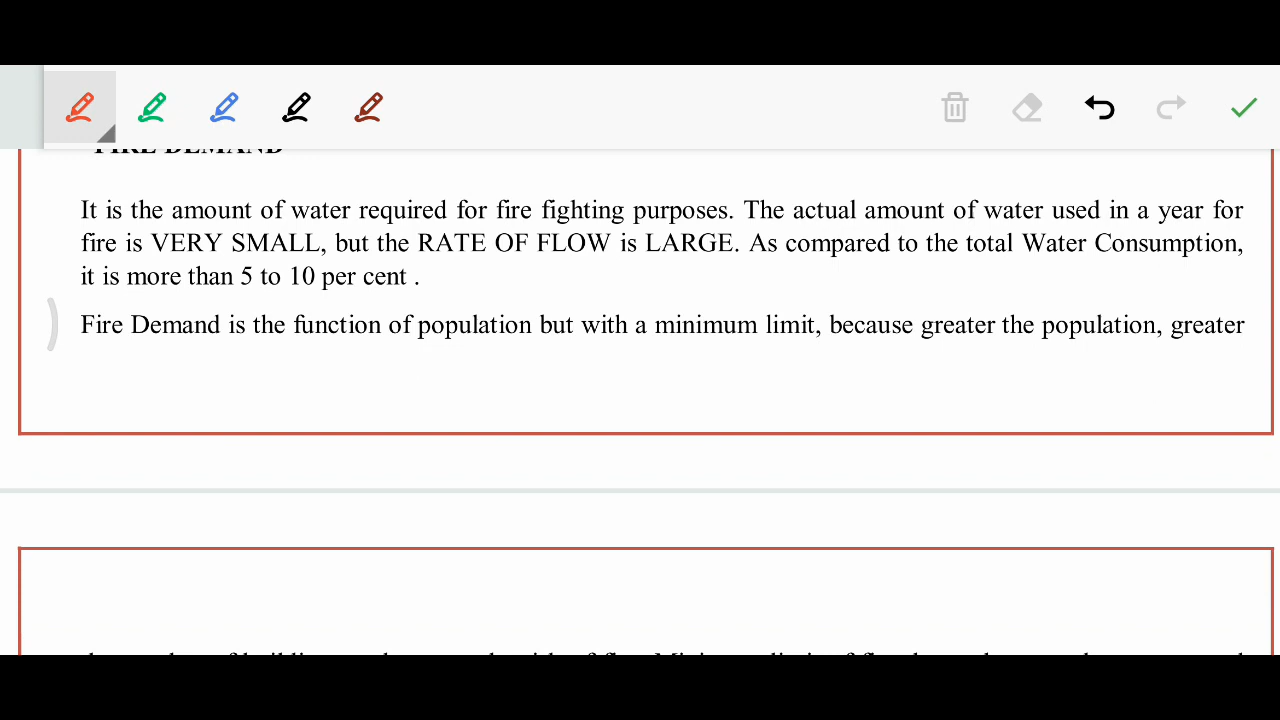 FIRE DEMAND
It is the amount of water required for fire fighting purposes. The actual amount of water used in a year for
fire is VERY SMALL, but the RATE OF FLOW is LARGE. As compared to the total Water Consumption,
it is more than 5 to 10 per cent .
Fire Demand is the function of population but with a minimum limit, because greater the population, greater